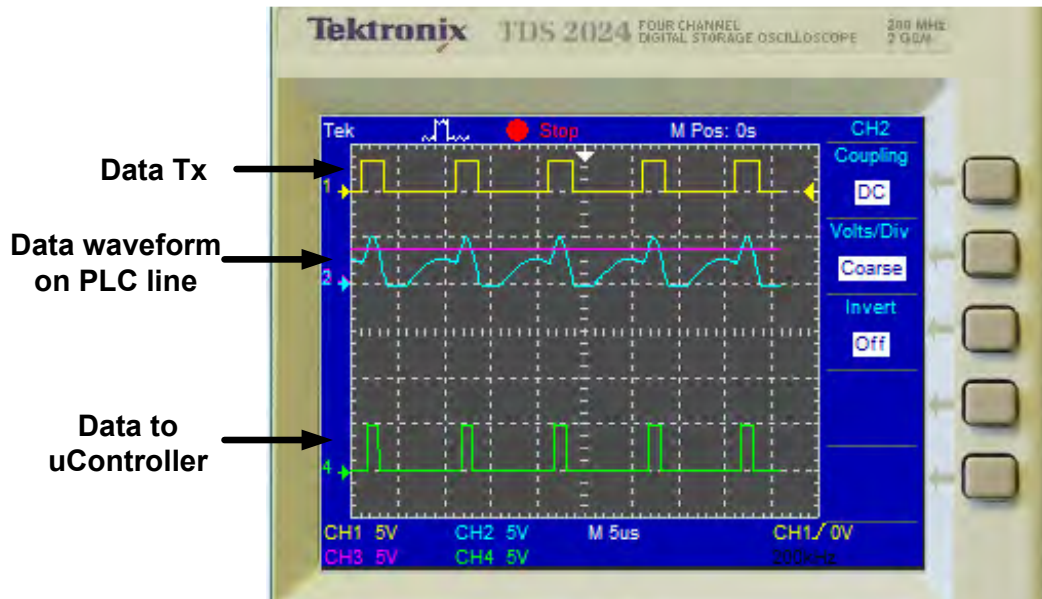 Tektronix TDS 2024 FOUR CHANNEL DIGITAL STORAGE OSCILLOSCOPE 200 MHz
Tek Stop M Pos: 0s CH2
Coupling
DC
Data Tx
1
Volts/Div
Coarse
Data waveform
on PLC line
2
Invert
Off
Data to
uController
4
CH1 5V CH2 5V M 5us CH1 / 0V
CH3 5V CH4 5V 200kHz